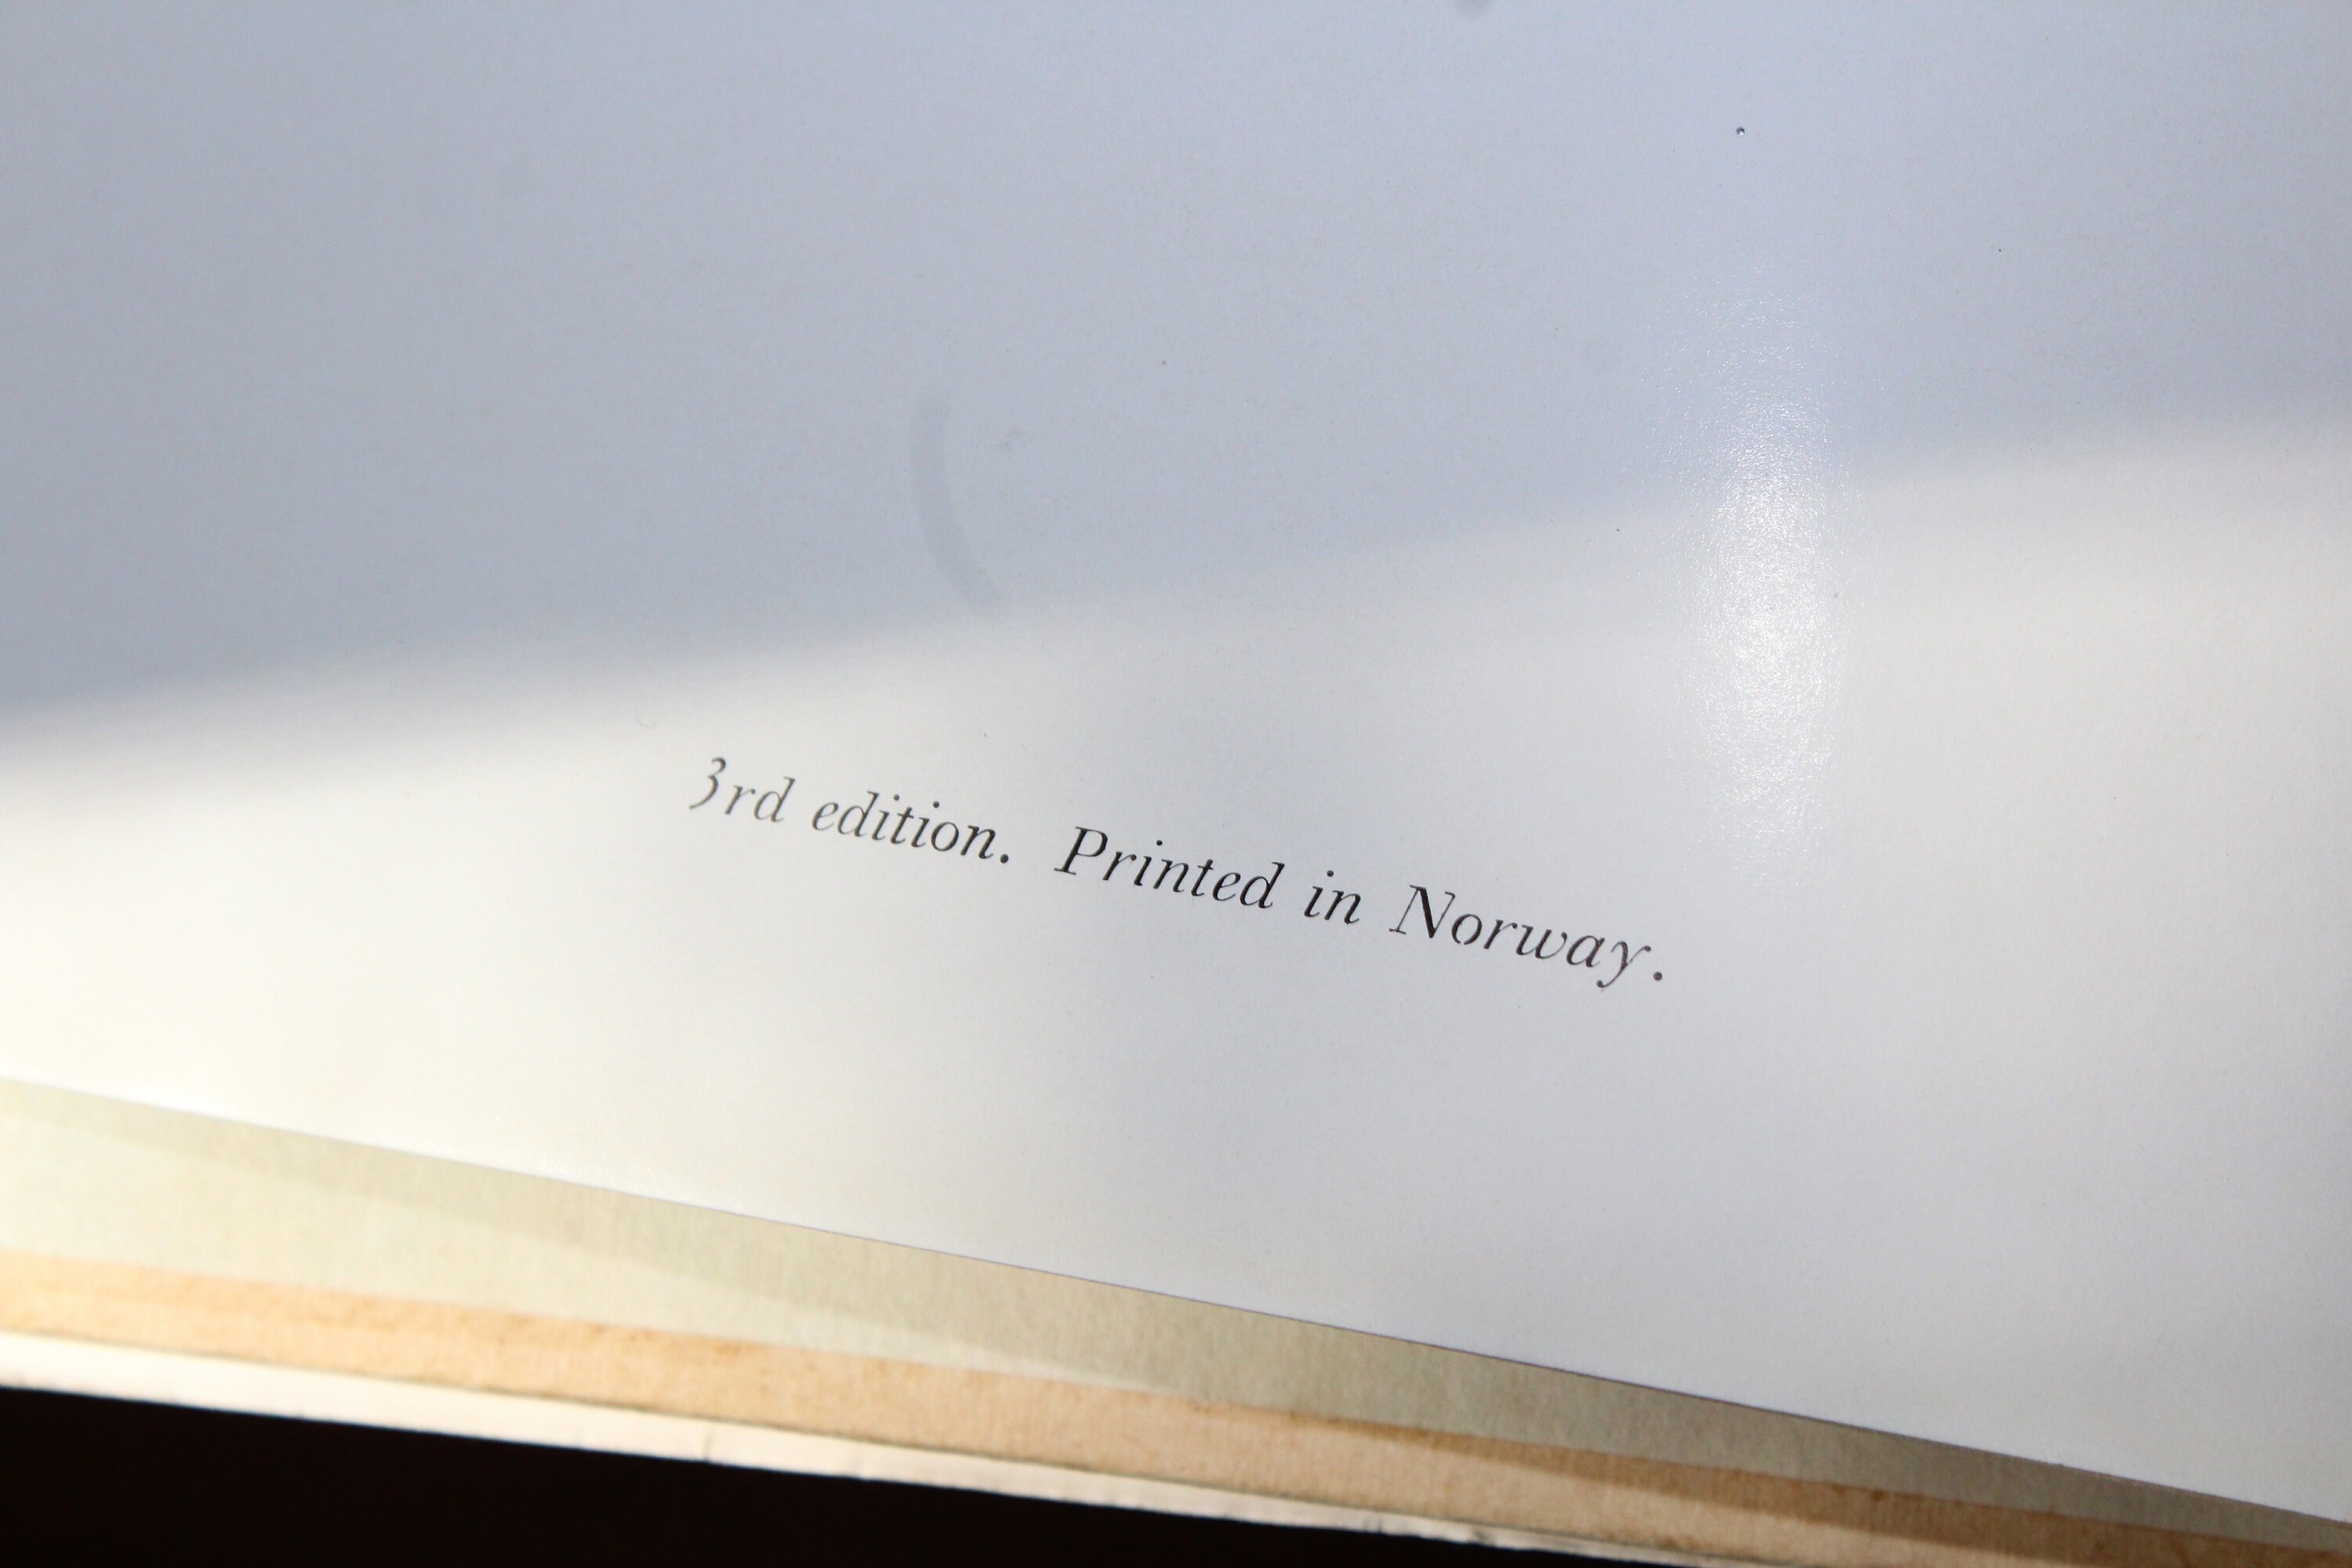 3rd edition. Printed in Norway.